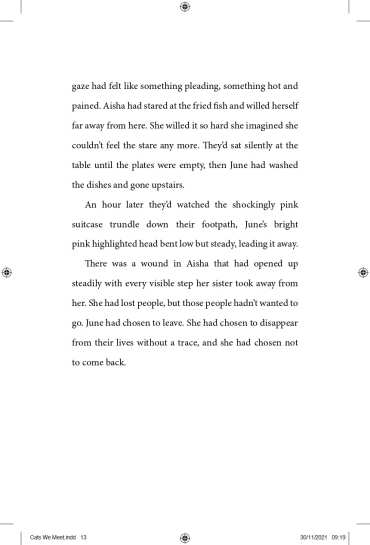 gaze had felt like something pleading, something hot and
pained. Aisha had stared at the fried fish and willed herself
far away from here. She willed it so hard she imagined she
couldn’t feel the stare any more. They’d sat silently at the
table until the plates were empty, then June had washed
the dishes and gone upstairs.
An hour later they’d watched the shockingly pink
suitcase trundle down their footpath, June’s bright
pink highlighted head bent low but steady, leading it away.
There was a wound in Aisha that had opened up
steadily with every visible step her sister took away from
her. She had lost people, but those people hadn’t wanted to
go. June had chosen to leave. She had chosen to disappear
from their lives without a trace, and she had chosen not
to come back.
Cats We Meet.indd 13
30/11/2021 09:19